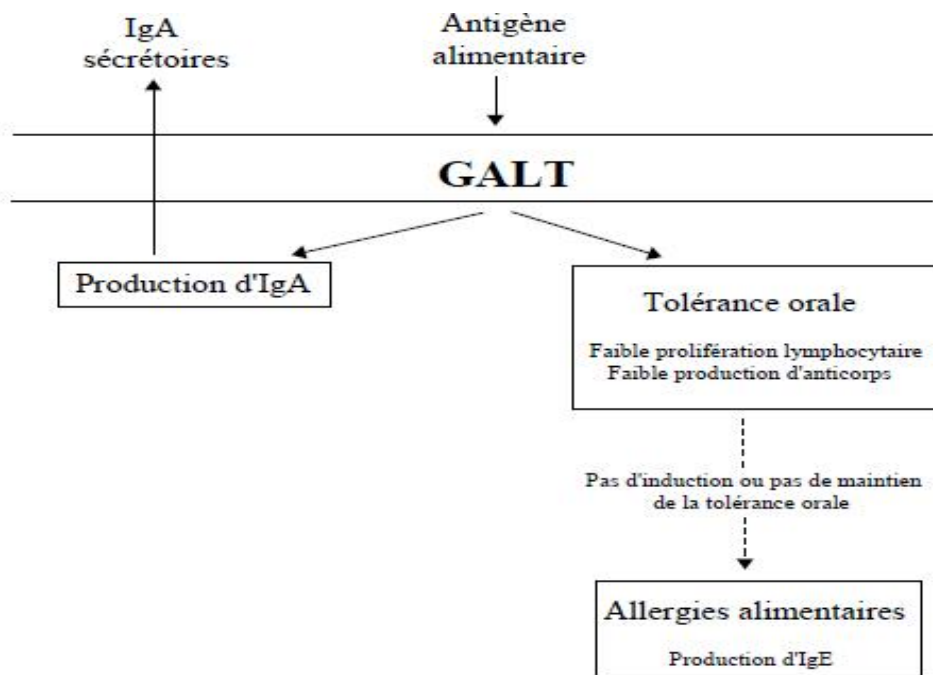 IgA
sécrétoires
Antigène
alimentaire
GALT
Production d'IgA
Tolérance orale
Faible prolifération lymphocytaire
Faible production d'anticorps
Pas d'induction ou pas de maintien
de la tolérance orale
Allergies alimentaires
Production d'IgE